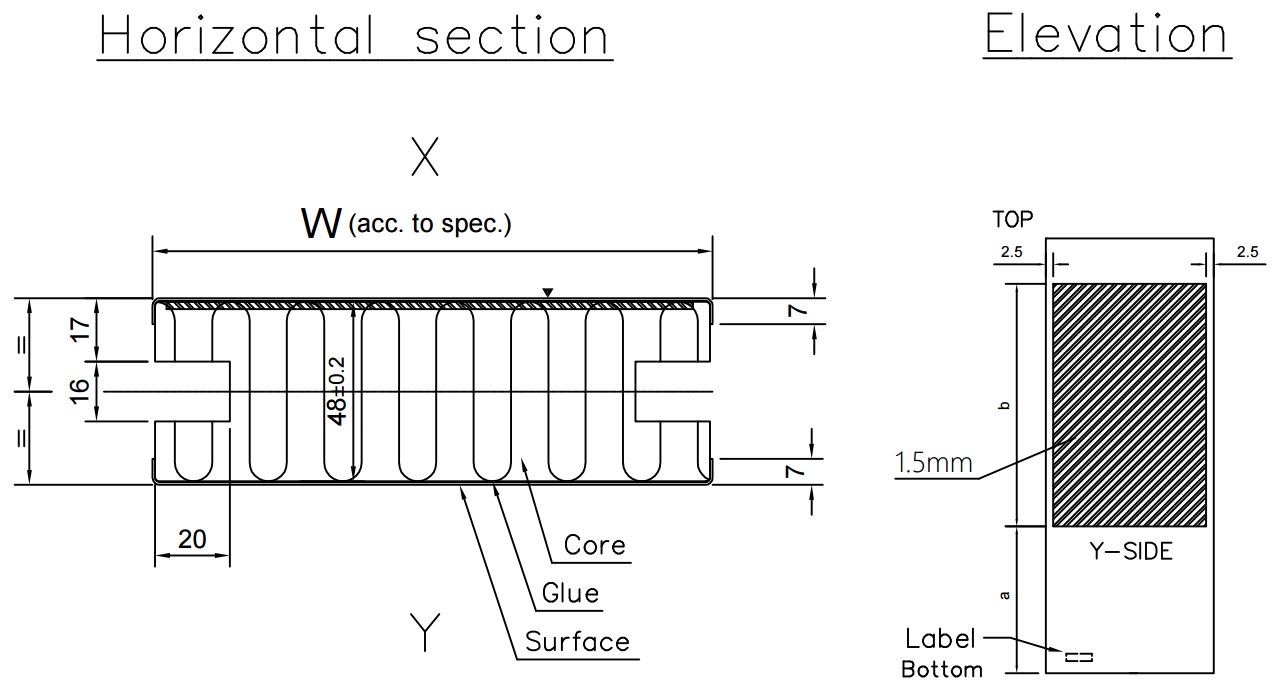 Horizontal section
Elevation
X
W (acc. to spec.)
TOP
2.5
2.5
=
17
7
16
48±0.2
=
b
1.5mm
7
20
Core
Y-SIDE
Glue
a
Y
Surface
Label
Bottom